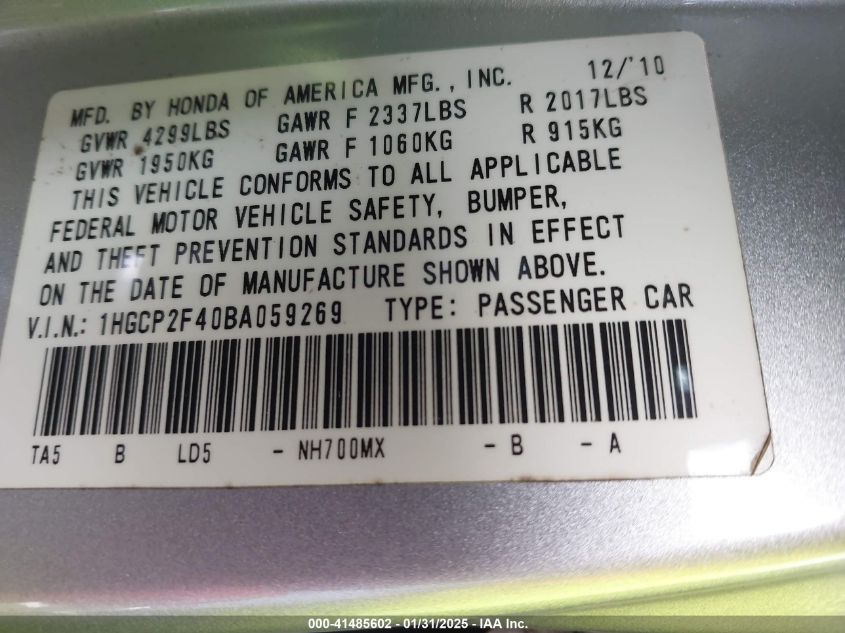 MFD. BY HONDA OF AMERICA MFG., INC. 12/'10
GVWR 4299LBS GAWR F 2337LBS R 2017LBS
GVWR 1950KG GAWR F 1060KG R 915KG
THIS VEHICLE CONFORMS TO ALL APPLICABLE
FEDERAL MOTOR VEHICLE SAFETY, BUMPER,
AND THEFT PREVENTION STANDARDS IN EFFECT
ON THE DATE OF MANUFACTURE SHOWN ABOVE.
V.I.N.: 1HGCP2F40BA059269 TYPE: PASSENGER CAR
TA5 B LD5 - NH700MX - B - A
000-41485602 - 01/31/2025 - IAA Inc.